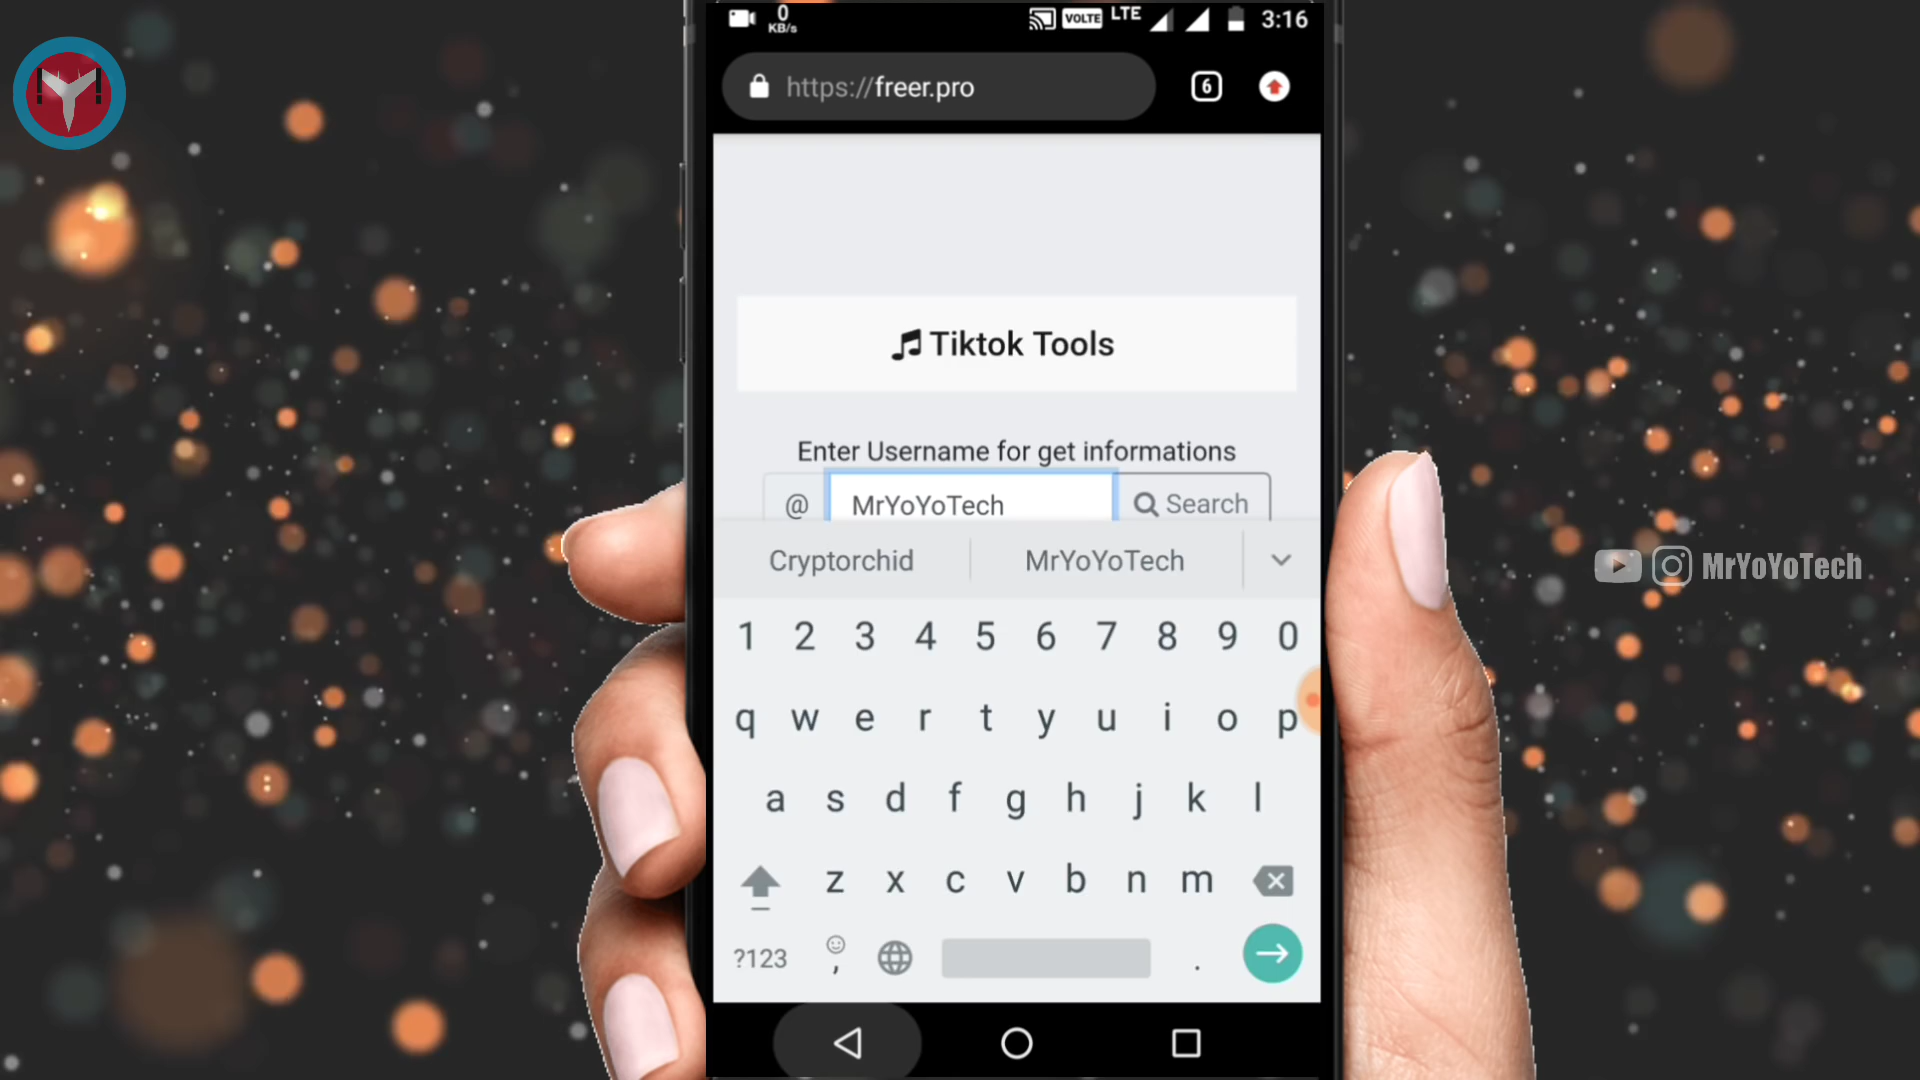 0
KB/s
VOLTE
LTE
3:16
https://freer.pro
6
Tiktok Tools
Enter Username for get informations
@ MrYoYoTech Search
Cryptorchid MrYoYoTech
1 2 3 4 5 6 7 8 9 0
q w e r t y u i o p
a s d f g h j k l
z x c v b n m
?123 , .
MrYoYoTech